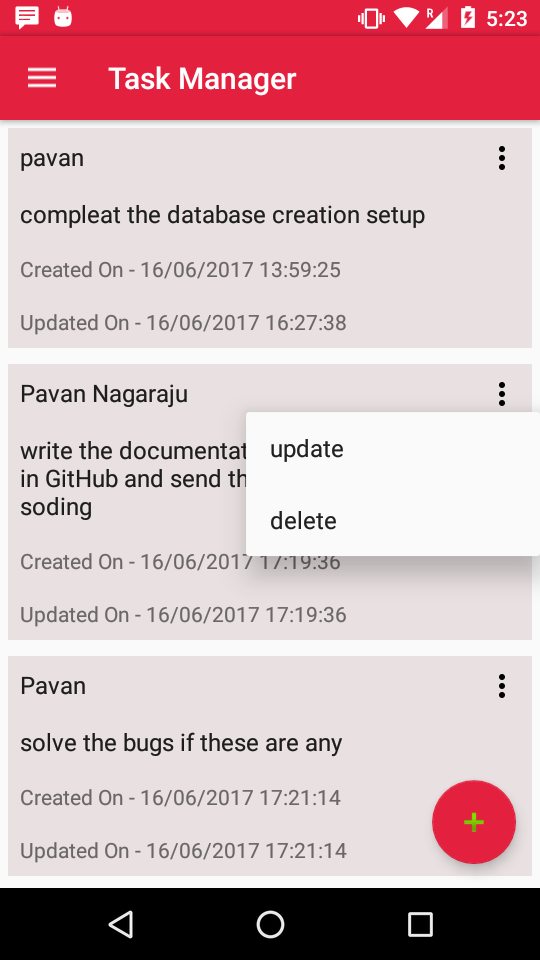 R
5:23
Task Manager
pavan
compleat the database creation setup
Created On - 16/06/2017 13:59:25
Updated On - 16/06/2017 16:27:38
Pavan Nagaraju
write the
update
in GitHub and send
soding
delete
Created On - 16/06/2017 17:19:36
Updated On - 16/06/2017 17:19:36
Pavan
solve the bugs if these are any
Created On - 16/06/2017 17:21:14
+
Updated On - 16/06/2017 17:21:14